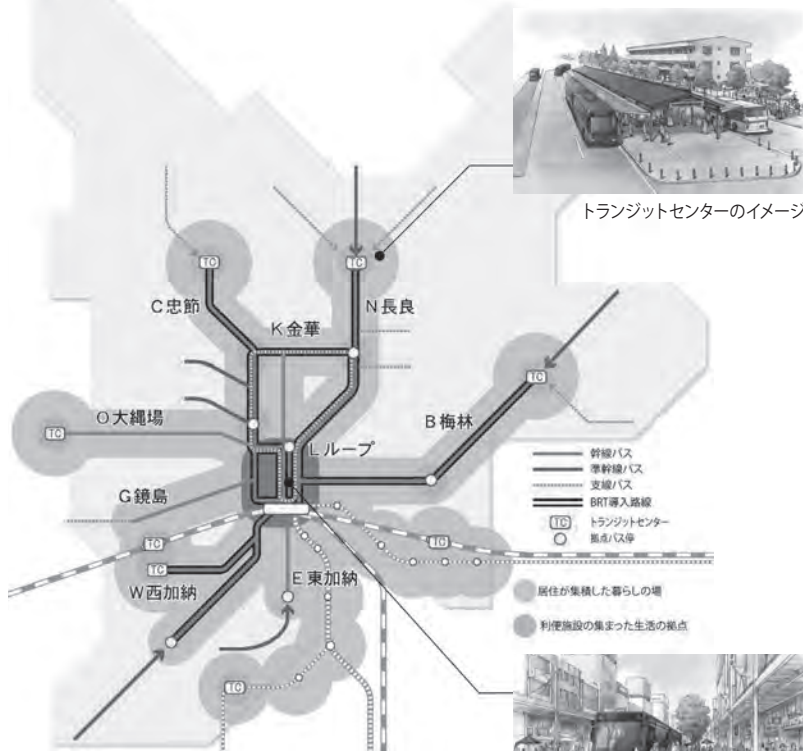 トランジットセンターのイメージ
TC
TC
C忠節
N長良
K金華
TC
O大縄場
B梅林
TC
Lループ
G鏡島
幹線バス
準幹線バス
支線バス
BRT導入路線
TC トランジットセンター
拠点バス停
TC
TC
TC
W西加納
E東加納
居住が集積した暮らしの場
利便施設の集まった生活の拠点
TC